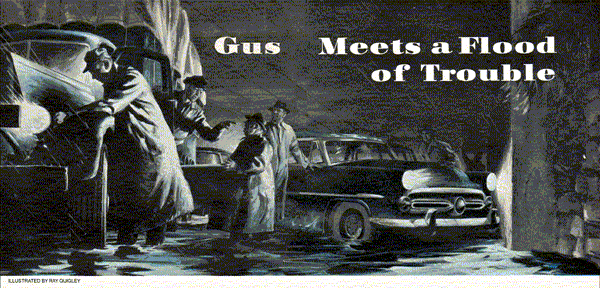 Gus Meets a Flood
of Trouble
ILLUSTRATED BY RAY QUIGLEY